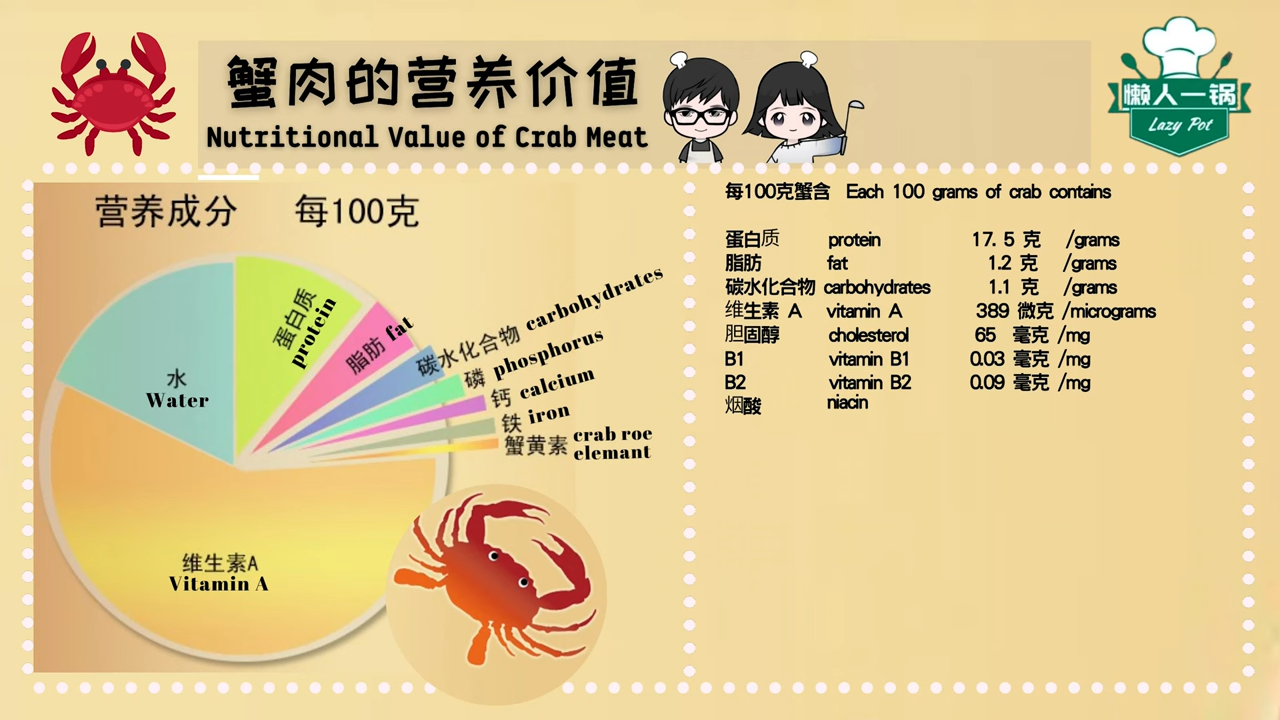 蟹肉的营养价值
Nutritional Value of Crab Meat
懒人一锅
Lazy Pot
营养成分 每100克
水
Water
蛋白质
protein
脂肪 fat
碳水化合物 carbohydrates
磷 phosphorus
钙 calcium
铁 iron
蟹黄素 crab roe
elemant
维生素A
Vitamin A
每100克蟹含 Each 100 grams of crab contains
蛋白质 protein 17. 5 克 /grams
脂肪 fat 1.2 克 /grams
碳水化合物 carbohydrates 1.1 克 /grams
维生素 A vitamin A 389 微克 /micrograms
胆固醇 cholesterol 65 毫克 /mg
B1 vitamin B1 0.03 毫克 /mg
B2 vitamin B2 0.09 毫克 /mg
烟酸 niacin